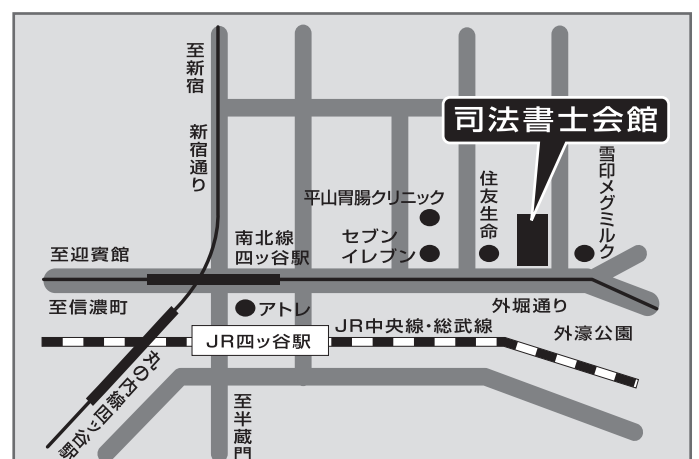 至新宿
新宿通り
司法書士会館
雪印メグミルク
住友生命
平山胃腸クリニック
セブン
イレブン
南北線
四ッ谷駅
至迎賓館
至信濃町
アトレ
外堀通り
JR中央線・総武線
外濠公園
JR四ッ谷駅
丸の内線四ッ谷駅
至半蔵門